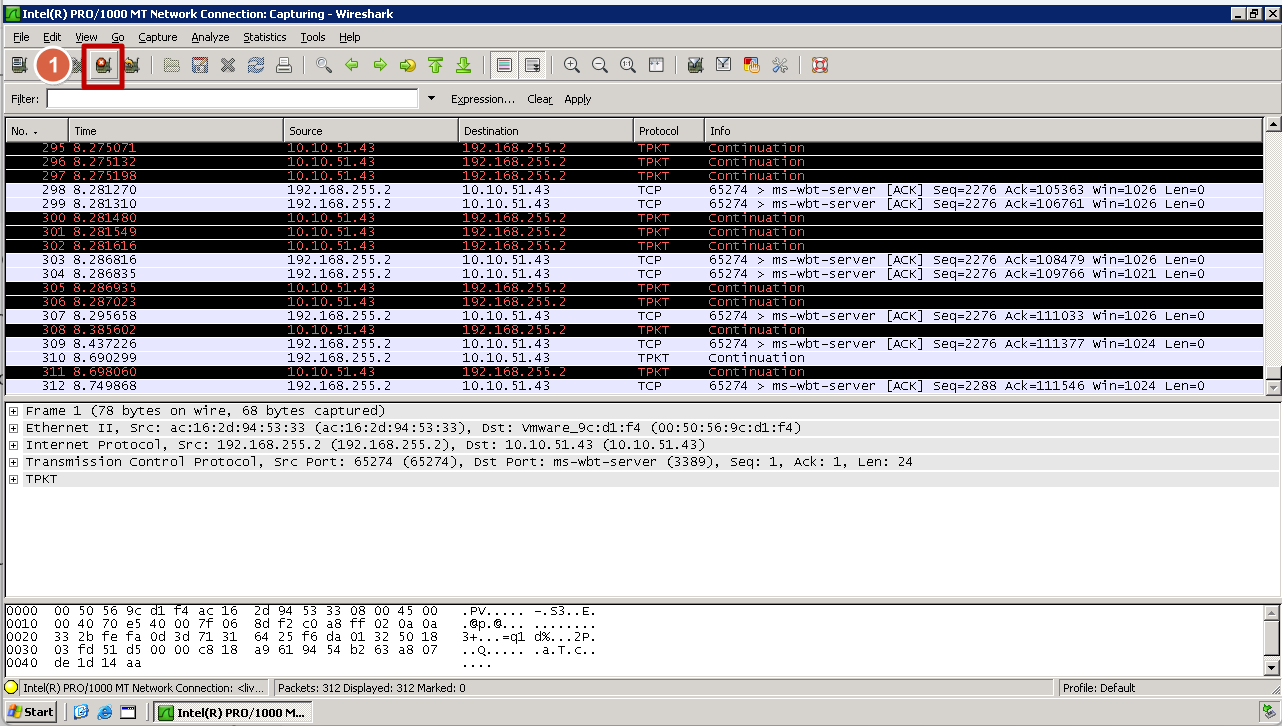 Intel(R) PRO/1000 MT Network Connection: Capturing - Wireshark
File Edit View Go Capture Analyze Statistics Tools Help
1
Filter: Expression... Clear Apply
No. Time Source Destination Protocol Info
295 8.275071 10.10.51.43 192.168.255.2 TPKT Continuation
296 8.275132 10.10.51.43 192.168.255.2 TPKT Continuation
297 8.275198 10.10.51.43 192.168.255.2 TPKT Continuation
298 8.281270 192.168.255.2 10.10.51.43 TCP 65274 > ms-wbt-server [ACK] Seq=2276 Ack=105363 Win=1026 Len=0
299 8.281310 192.168.255.2 10.10.51.43 TCP 65274 > ms-wbt-server [ACK] Seq=2276 Ack=106761 Win=1026 Len=0
300 8.281480 10.10.51.43 192.168.255.2 TPKT Continuation
301 8.281549 10.10.51.43 192.168.255.2 TPKT Continuation
302 8.281616 10.10.51.43 192.168.255.2 TPKT Continuation
303 8.286816 192.168.255.2 10.10.51.43 TCP 65274 > ms-wbt-server [ACK] Seq=2276 Ack=108479 Win=1026 Len=0
304 8.286835 192.168.255.2 10.10.51.43 TCP 65274 > ms-wbt-server [ACK] Seq=2276 Ack=109766 Win=1021 Len=0
305 8.286935 10.10.51.43 192.168.255.2 TPKT Continuation
306 8.287023 10.10.51.43 192.168.255.2 TPKT Continuation
307 8.295658 192.168.255.2 10.10.51.43 TCP 65274 > ms-wbt-server [ACK] Seq=2276 Ack=111033 Win=1026 Len=0
308 8.385602 10.10.51.43 192.168.255.2 TPKT Continuation
309 8.437226 192.168.255.2 10.10.51.43 TCP 65274 > ms-wbt-server [ACK] Seq=2276 Ack=111377 Win=1024 Len=0
310 8.690299 192.168.255.2 10.10.51.43 TPKT Continuation
311 8.698060 10.10.51.43 192.168.255.2 TPKT Continuation
312 8.749868 192.168.255.2 10.10.51.43 TCP 65274 > ms-wbt-server [ACK] Seq=2288 Ack=111546 Win=1024 Len=0
Frame 1 (78 bytes on wire, 68 bytes captured)
Ethernet II, Src: ac:16:2d:94:53:33 (ac:16:2d:94:53:33), Dst: Vmware_9c:d1:f4 (00:50:56:9c:d1:f4)
Internet Protocol, Src: 192.168.255.2 (192.168.255.2), Dst: 10.10.51.43 (10.10.51.43)
Transmission Control Protocol, Src Port: 65274 (65274), Dst Port: ms-wbt-server (3389), Seq: 1, Ack: 1, Len: 24
TPKT
0000 00 50 56 9c d1 f4 ac 16 2d 94 53 33 08 00 45 00 .PV..... -.S3..E.
0010 00 40 70 e5 40 00 7f 06 8d f2 c0 a8 ff 02 0a 0a .@p.@... ........
0020 33 2b fe fa 0d 3d 71 31 64 25 f6 da 01 32 50 18 3+...=q1 d%...2P.
0030 03 fd 51 d5 00 00 c8 18 a9 61 94 54 b2 63 a8 07 ..Q..... .a.T.c..
0040 de 1d 14 aa ....
Intel(R) PRO/1000 MT Network Connection: <liv... Packets: 312 Displayed: 312 Marked: 0 Profile: Default
Start Intel(R) PRO/1000 M...